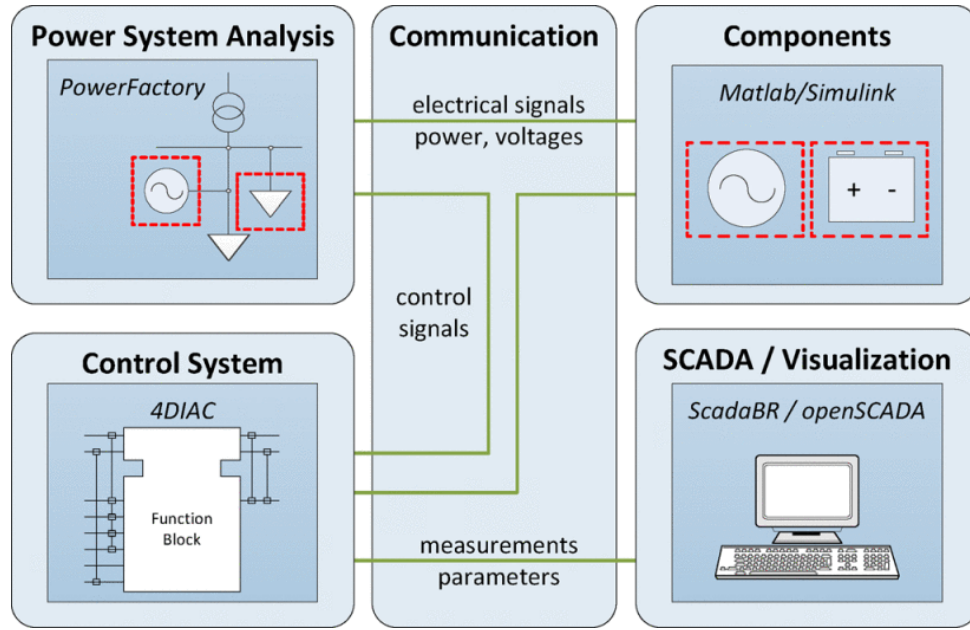 Power System Analysis
PowerFactory
Communication
electrical signals
power, voltages
control
signals
measurements
parameters
Components
Matlab/Simulink
+ -
Control System
4DIAC
Function
Block
SCADA / Visualization
ScadaBR / openSCADA